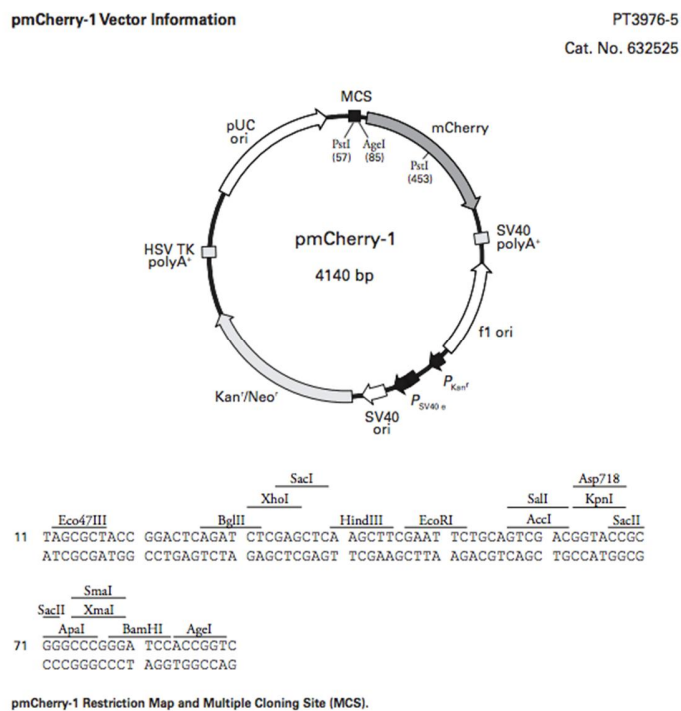 pmCherry-1 Vector Information
PT3976-5
Cat. No. 632525
MCS
pUC
ori
mCherry
PstI
(57)
AgeI
(85)
PstI
(453)
HSV TK
polyA⁺
pmCherry-1
4140 bp
SV40
polyA⁺
f1 ori
P Kanʳ
P SV40 e
SV40
ori
Kanʳ/Neoʳ
SacI Asp718
XhoI SalI KpnI
Eco47III BglII HindIII EcoRI AccI SacII
11 TAGCGCTACC GGACTCAGAT CTCGAGCTCA AGCTTCGAAT TCTGCAGTCG ACGGTACCGC
ATCGCGATGG CCTGAGTCTA GAGCTCGAGT TCGAAGCTTA AGACGTCAGC TGCCATGGCG
SmaI
SacII XmaI
ApaI BamHI AgeI
71 GGGCCCGGGA TCCACCGGTC
CCCGGGCCCT AGGTGGCCAG
pmCherry-1 Restriction Map and Multiple Cloning Site (MCS).